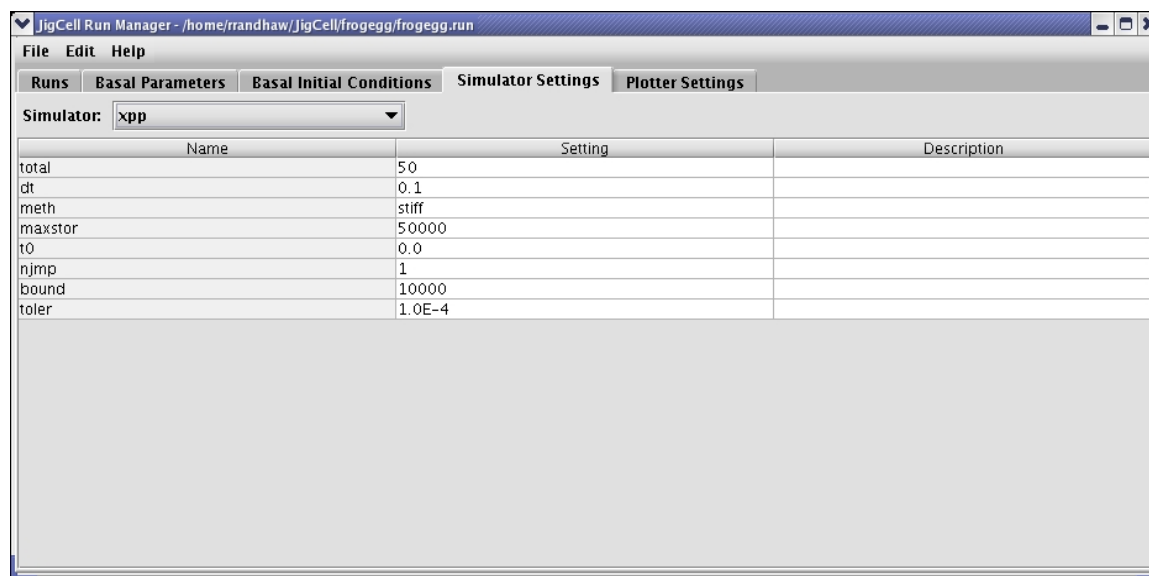 JigCell Run Manager - /home/rrandhaw/JigCell/frogegg/frogegg.run
File Edit Help
Runs Basal Parameters Basal Initial Conditions Simulator Settings Plotter Settings
Simulator: xpp
Name Setting Description
total 50
dt 0.1
meth stiff
maxstor 50000
t0 0.0
njmp 1
bound 10000
toler 1.0E-4